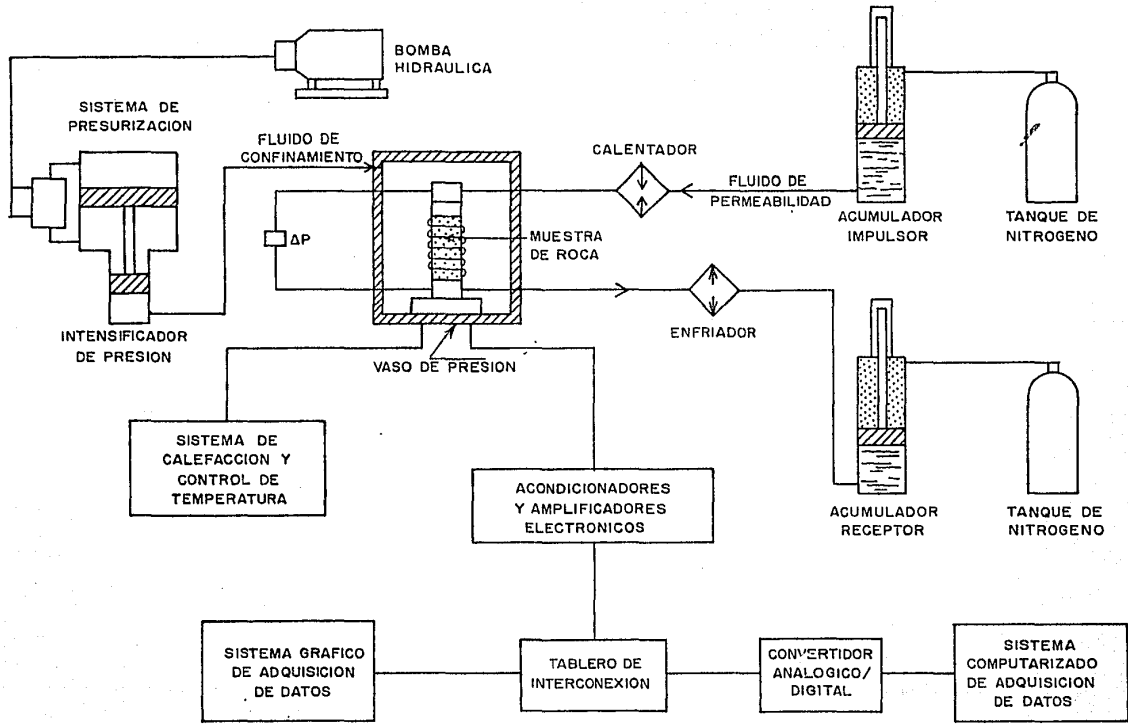 BOMBA
HIDRAULICA
SISTEMA DE
PRESURIZACION
FLUIDO DE
CONFINAMIENTO
CALENTADOR
FLUIDO DE
PERMEABILIDAD
ACUMULADOR
IMPULSOR
TANQUE DE
NITROGENO
ΔP
MUESTRA
DE ROCA
INTENSIFICADOR
DE PRESION
VASO DE PRESION
ENFRIADOR
SISTEMA DE
CALEFACCION Y
CONTROL DE
TEMPERATURA
ACONDICIONADORES
Y AMPLIFICADORES
ELECTRONICOS
ACUMULADOR
RECEPTOR
TANQUE DE
NITROGENO
SISTEMA GRAFICO
DE ADQUISICION
DE DATOS
TABLERO DE
INTERCONEXION
CONVERTIDOR
ANALOGICO/
DIGITAL
SISTEMA
COMPUTARIZADO
DE ADQUISICION
DE DATOS